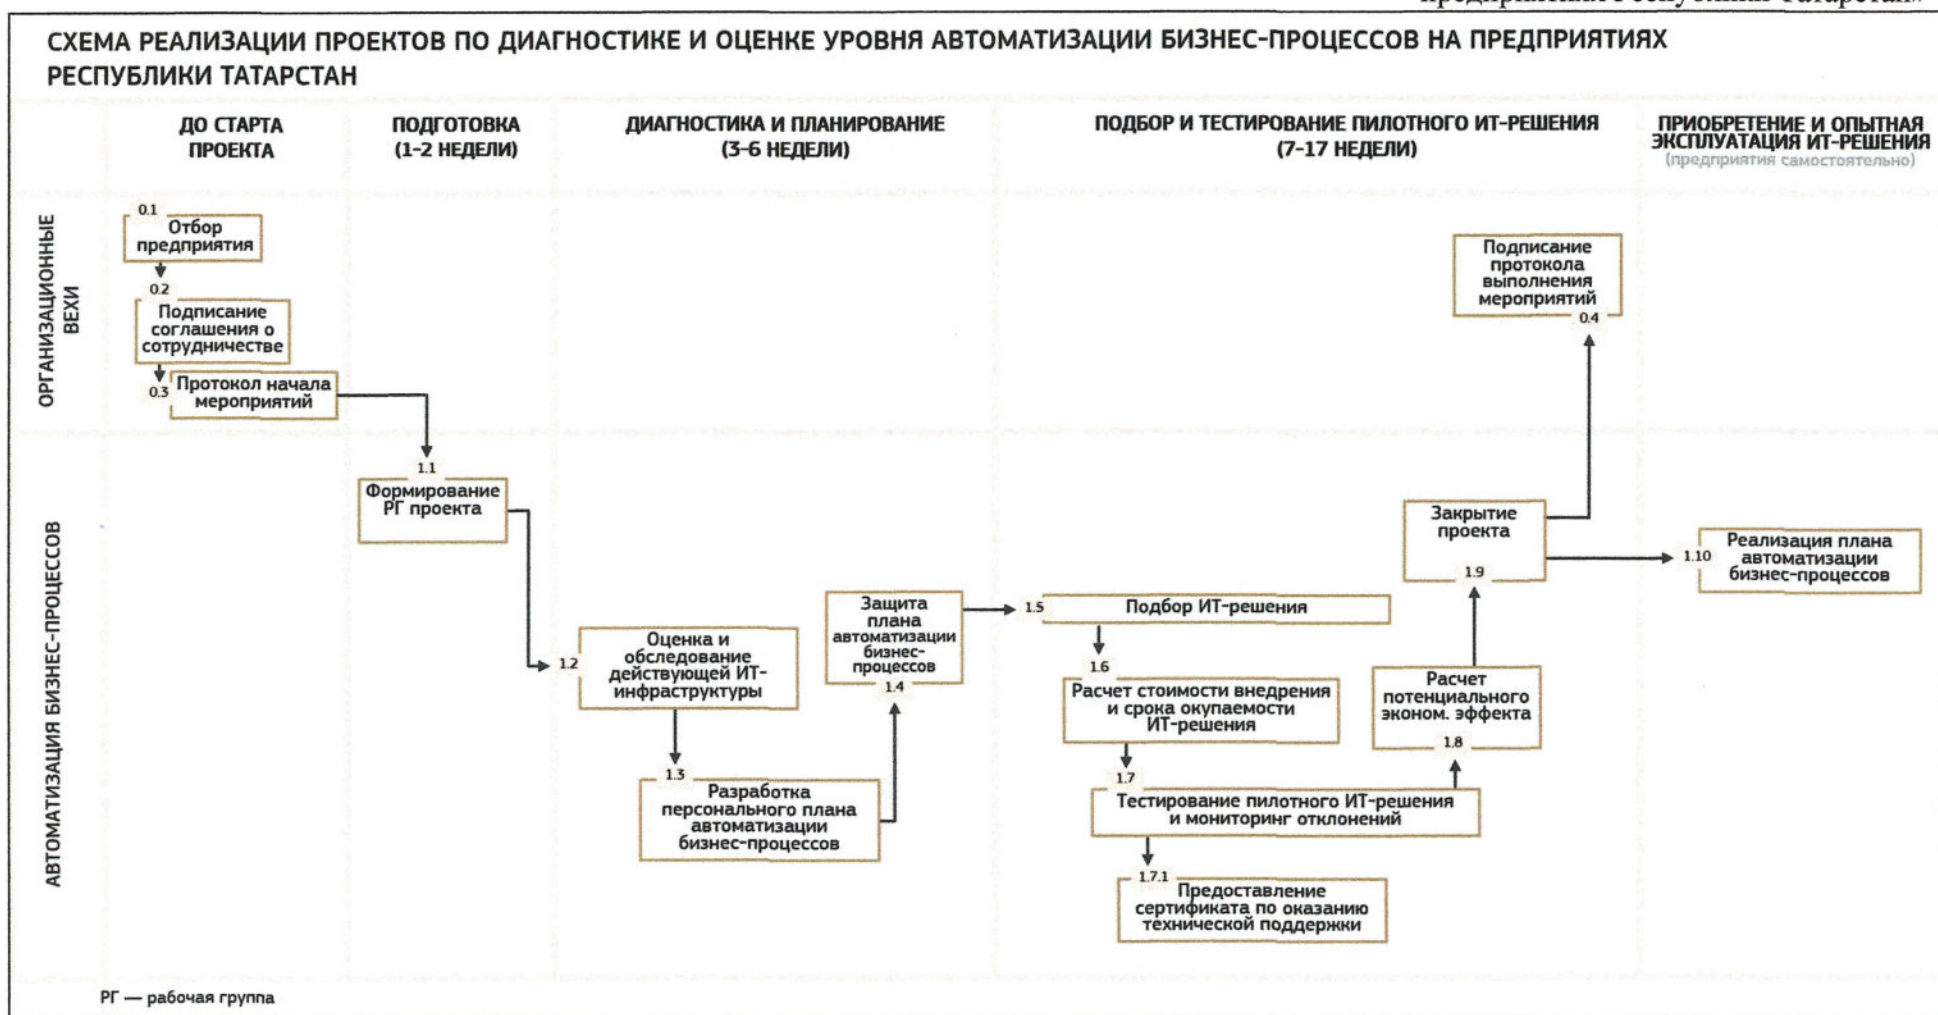 предприятиях Республики Татарстан»
СХЕМА РЕАЛИЗАЦИИ ПРОЕКТОВ ПО ДИАГНОСТИКЕ И ОЦЕНКЕ УРОВНЯ АВТОМАТИЗАЦИИ БИЗНЕС-ПРОЦЕССОВ НА ПРЕДПРИЯТИЯХ
РЕСПУБЛИКИ ТАТАРСТАН
ДО СТАРТА
ПРОЕКТА
ПОДГОТОВКА
(1-2 НЕДЕЛИ)
ДИАГНОСТИКА И ПЛАНИРОВАНИЕ
(3-6 НЕДЕЛИ)
ПОДБОР И ТЕСТИРОВАНИЕ ПИЛОТНОГО ИТ-РЕШЕНИЯ
(7-17 НЕДЕЛИ)
ПРИОБРЕТЕНИЕ И ОПЫТНАЯ
ЭКСПЛУАТАЦИЯ ИТ-РЕШЕНИЯ
(предприятия самостоятельно)
ОРГАНИЗАЦИОННЫЕ
ВЕХИ
0.1
Отбор
предприятия
0.2
Подписание
соглашения о
сотрудничестве
0.3
Протокол начала
мероприятий
Подписание
протокола
выполнения
мероприятий
0.4
АВТОМАТИЗАЦИЯ БИЗНЕС-ПРОЦЕССОВ
1.1
Формирование
РГ проекта
1.2
Оценка и
обследование
действующей ИТ-
инфраструктуры
1.3
Разработка
персонального плана
автоматизации
бизнес-процессов
Защита
плана
автоматизации
бизнес-
процессов
1.4
1.5
Подбор ИТ-решения
1.6
Расчет стоимости внедрения
и срока окупаемости
ИТ-решения
1.7
Тестирование пилотного ИТ-решения
и мониторинг отклонений
1.7.1
Предоставление
сертификата по оказанию
технической поддержки
Расчет
потенциального
эконом. эффекта
1.8
Закрытие
проекта
1.9
1.10
Реализация плана
автоматизации
бизнес-процессов
РГ — рабочая группа